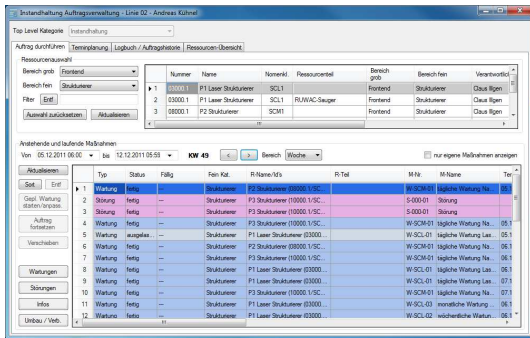 Instandhaltung Auftragsverwaltung - Linie 02 - Andreas Kühnel
Top Level Kategorie Instandhaltung
Auftrag durchführen Terminplanung Logbuch / Auftragshistorie Ressourcen-Übersicht
Ressourcenauswahl
Bereich grob Frontend
Bereich fein Strukturierer
Filter Entf
Auswahl zurücksetzen Aktualisieren
Nummer Name Nomenkl. Ressourcenteil Bereich grob Bereich fein Verantwortlich
1 03000.1 P1 Laser Strukturierer SCL1 Frontend Strukturierer Claus Illgen
2 03000.1 P1 Laser Strukturierer SCL1 RUWAC-Sauger Frontend Strukturierer Claus Illgen
3 08000.1 P2 Strukturierer SCM1 Frontend Strukturierer Claus Illgen
Anstehende und laufende Maßnahmen
Von 05.12.2011 06:00 bis 12.12.2011 05:59 KW 49 < > Bereich Woche nur eigene Maßnahmen anzeigen
Aktualisieren
Sort Entf
Gepl. Wartung starten/anpass.
Auftrag fortsetzen
Verschieben
Wartungen
Störungen
Infos
Umbau / Verb.
Typ Status Fällig Fein Kat. R-Name/Id's R-Teil M-Nr. M-Name
1 Wartung fertig --- Strukturierer P2 Strukturierer (08000.1/SC... W-SCM-01 tägliche Wartung Na... 05.1
2 Störung fertig --- Strukturierer P3 Strukturierer (10000.1/SC... S-000-01 Störung
3 Störung fertig --- Strukturierer P3 Strukturierer (10000.1/SC... S-000-01 Störung
4 Wartung fertig --- Strukturierer P3 Strukturierer (10000.1/SC... W-SCM-01 tägliche Wartung Na... 05.1
5 Wartung ausgelas... --- Strukturierer P1 Laser Strukturierer (03000... W-SCL-01 tägliche Wartung Las...
6 Wartung fertig --- Strukturierer P2 Strukturierer (08000.1/SC... W-SCM-01 tägliche Wartung Na...
7 Wartung fertig --- Strukturierer P3 Strukturierer (10000.1/SC... W-SCM-01 tägliche Wartung Na...
8 Wartung fertig --- Strukturierer P1 Laser Strukturierer (03000... W-SCL-01 tägliche Wartung Las...
9 Wartung fertig --- Strukturierer P1 Laser Strukturierer (03000... W-SCL-01 tägliche Wartung Las... 07.1
10 Wartung fertig --- Strukturierer P3 Strukturierer (10000.1/SC... W-SCM-01 tägliche Wartung Na... 07.1
11 Wartung fertig --- Strukturierer P1 Laser Strukturierer (03000... W-SCL-03 monatliche Wartung ...
12 Wartung fertig --- Strukturierer P1 Laser Strukturierer (03000... W-SCL-02 wöchentliche Wartun...